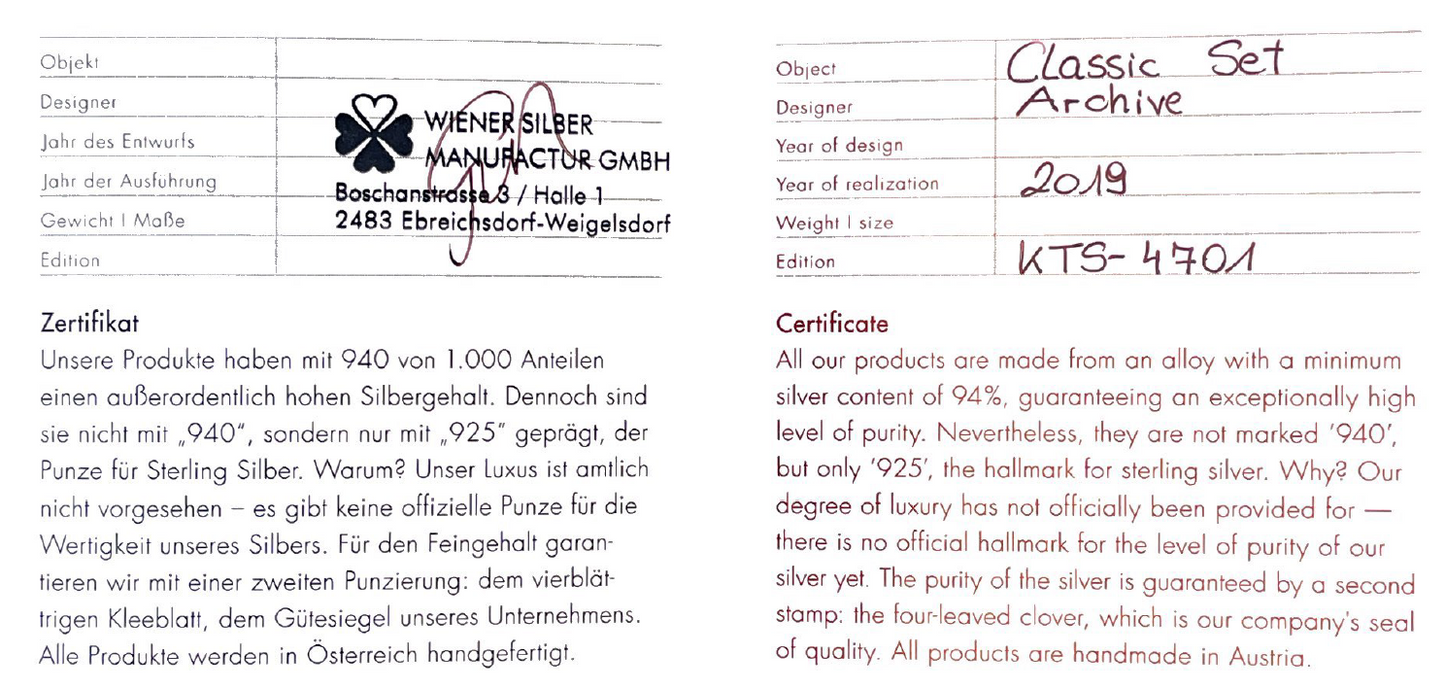 Objekt
Designer
Jahr des Entwurfs
Jahr der Ausführung
Gewicht | Maße
Edition
WIENER SILBER
MANUFACTUR GMBH
Boschanstrasse 3 / Halle 1
2483 Ebreichsdorf-Weigelsdorf
Zertifikat
Unsere Produkte haben mit 940 von 1.000 Anteilen
einen außerordentlich hohen Silbergehalt. Dennoch sind
sie nicht mit „940“, sondern nur mit „925“ geprägt, der
Punze für Sterling Silber. Warum? Unser Luxus ist amtlich
nicht vorgesehen – es gibt keine offizielle Punze für die
Wertigkeit unseres Silbers. Für den Feingehalt garan-
tieren wir mit einer zweiten Punzierung: dem vierblät-
trigen Kleeblatt, dem Gütesiegel unseres Unternehmens.
Alle Produkte werden in Österreich handgefertigt.
Object Classic Set
Designer Archive
Year of design
Year of realization 2019
Weight | size
Edition KTS-4701
Certificate
All our products are made from an alloy with a minimum
silver content of 94%, guaranteeing an exceptionally high
level of purity. Nevertheless, they are not marked '940',
but only '925', the hallmark for sterling silver. Why? Our
degree of luxury has not officially been provided for —
there is no official hallmark for the level of purity of our
silver yet. The purity of the silver is guaranteed by a second
stamp: the four-leaved clover, which is our company's seal
of quality. All products are handmade in Austria.